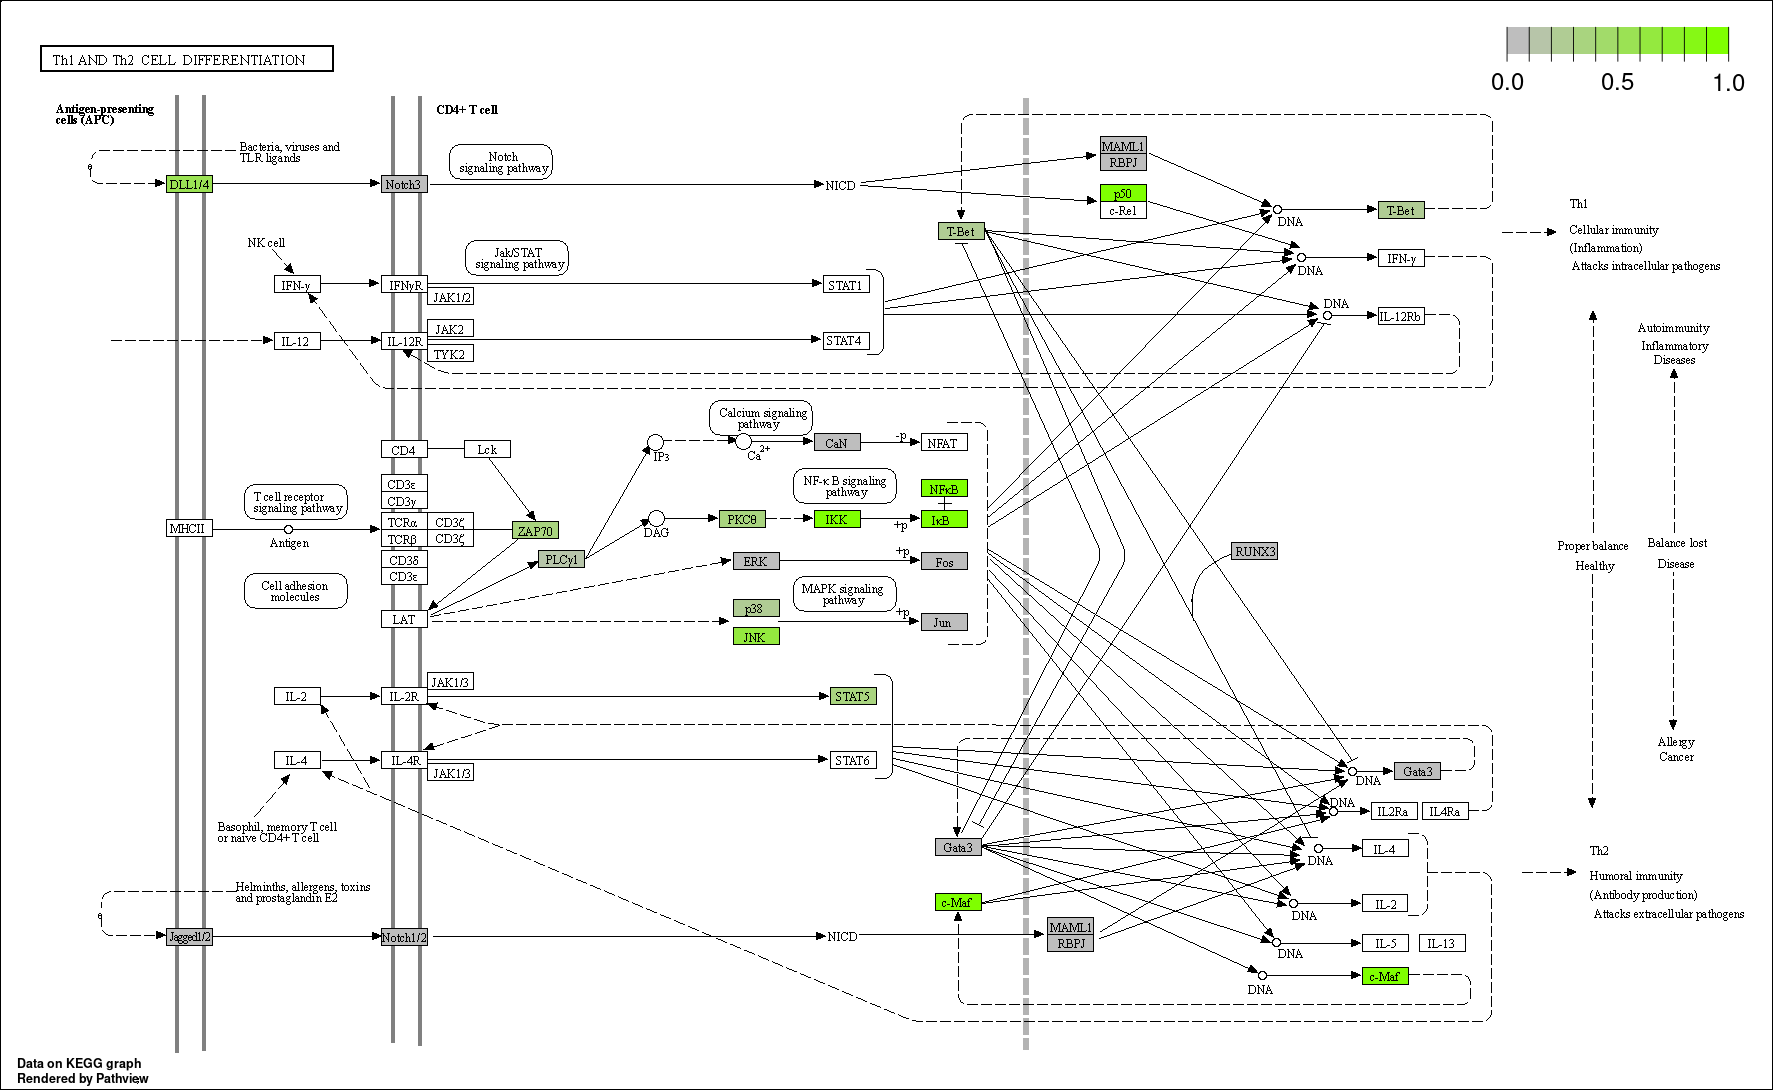 Th1 AND Th2 CELL DIFFERENTIATION
0.0 0.5 1.0
Antigen-presenting
cells (APC)
CD4+ T cell
Bacteria, viruses and
TLR ligands
e
DLL1/4
Notch3
Notch
signaling pathway
NICD
MAML1
RBPJ
p50
c-Rel
DNA
T-Bet
T-Bet
NK cell
Jak/STAT
signaling pathway
IFN-γ
IFNγR
JAK1/2
STAT1
DNA
IFN-γ
IL-12
IL-12R
JAK2
TYK2
STAT4
DNA
IL-12Rb
Th1
Cellular immunity
(Inflammation)
Attacks intracellular pathogens
Autoimmunity
Inflammatory
Diseases
Calcium signaling
pathway
CD4
Lck
IP3
Ca2+
CaN
-p
NFAT
CD3ε
CD3γ
T cell receptor
signaling pathway
NF-κB signaling
pathway
NFκB
MHCII
Antigen
TCRα
CD3ζ
TCRβ
CD3ζ
ZAP70
DAG
PKCθ
IKK
+p
IκB
CD3δ
CD3ε
PLCγ1
ERK
+p
Fos
RUNX3
Proper balance
Healthy
Balance lost
Disease
Cell adhesion
molecules
MAPK signaling
pathway
LAT
p38
JNK
+p
Jun
IL-2
IL-2R
JAK1/3
STAT5
IL-4
IL-4R
JAK1/3
STAT6
Allergy
Cancer
DNA
Gata3
DNA
IL2Ra
IL4Ra
Basophil, memory T cell
or naive CD4+ T cell
Gata3
DNA
IL-4
Th2
Humoral immunity
(Antibody production)
Attacks extracellular pathogens
Helminths, allergens, toxins
and prostaglandin E2
e
c-Maf
DNA
IL-2
Jagged1/2
Notch1/2
NICD
MAML1
RBPJ
DNA
IL-5
IL-13
DNA
c-Maf
Data on KEGG graph
Rendered by Pathview